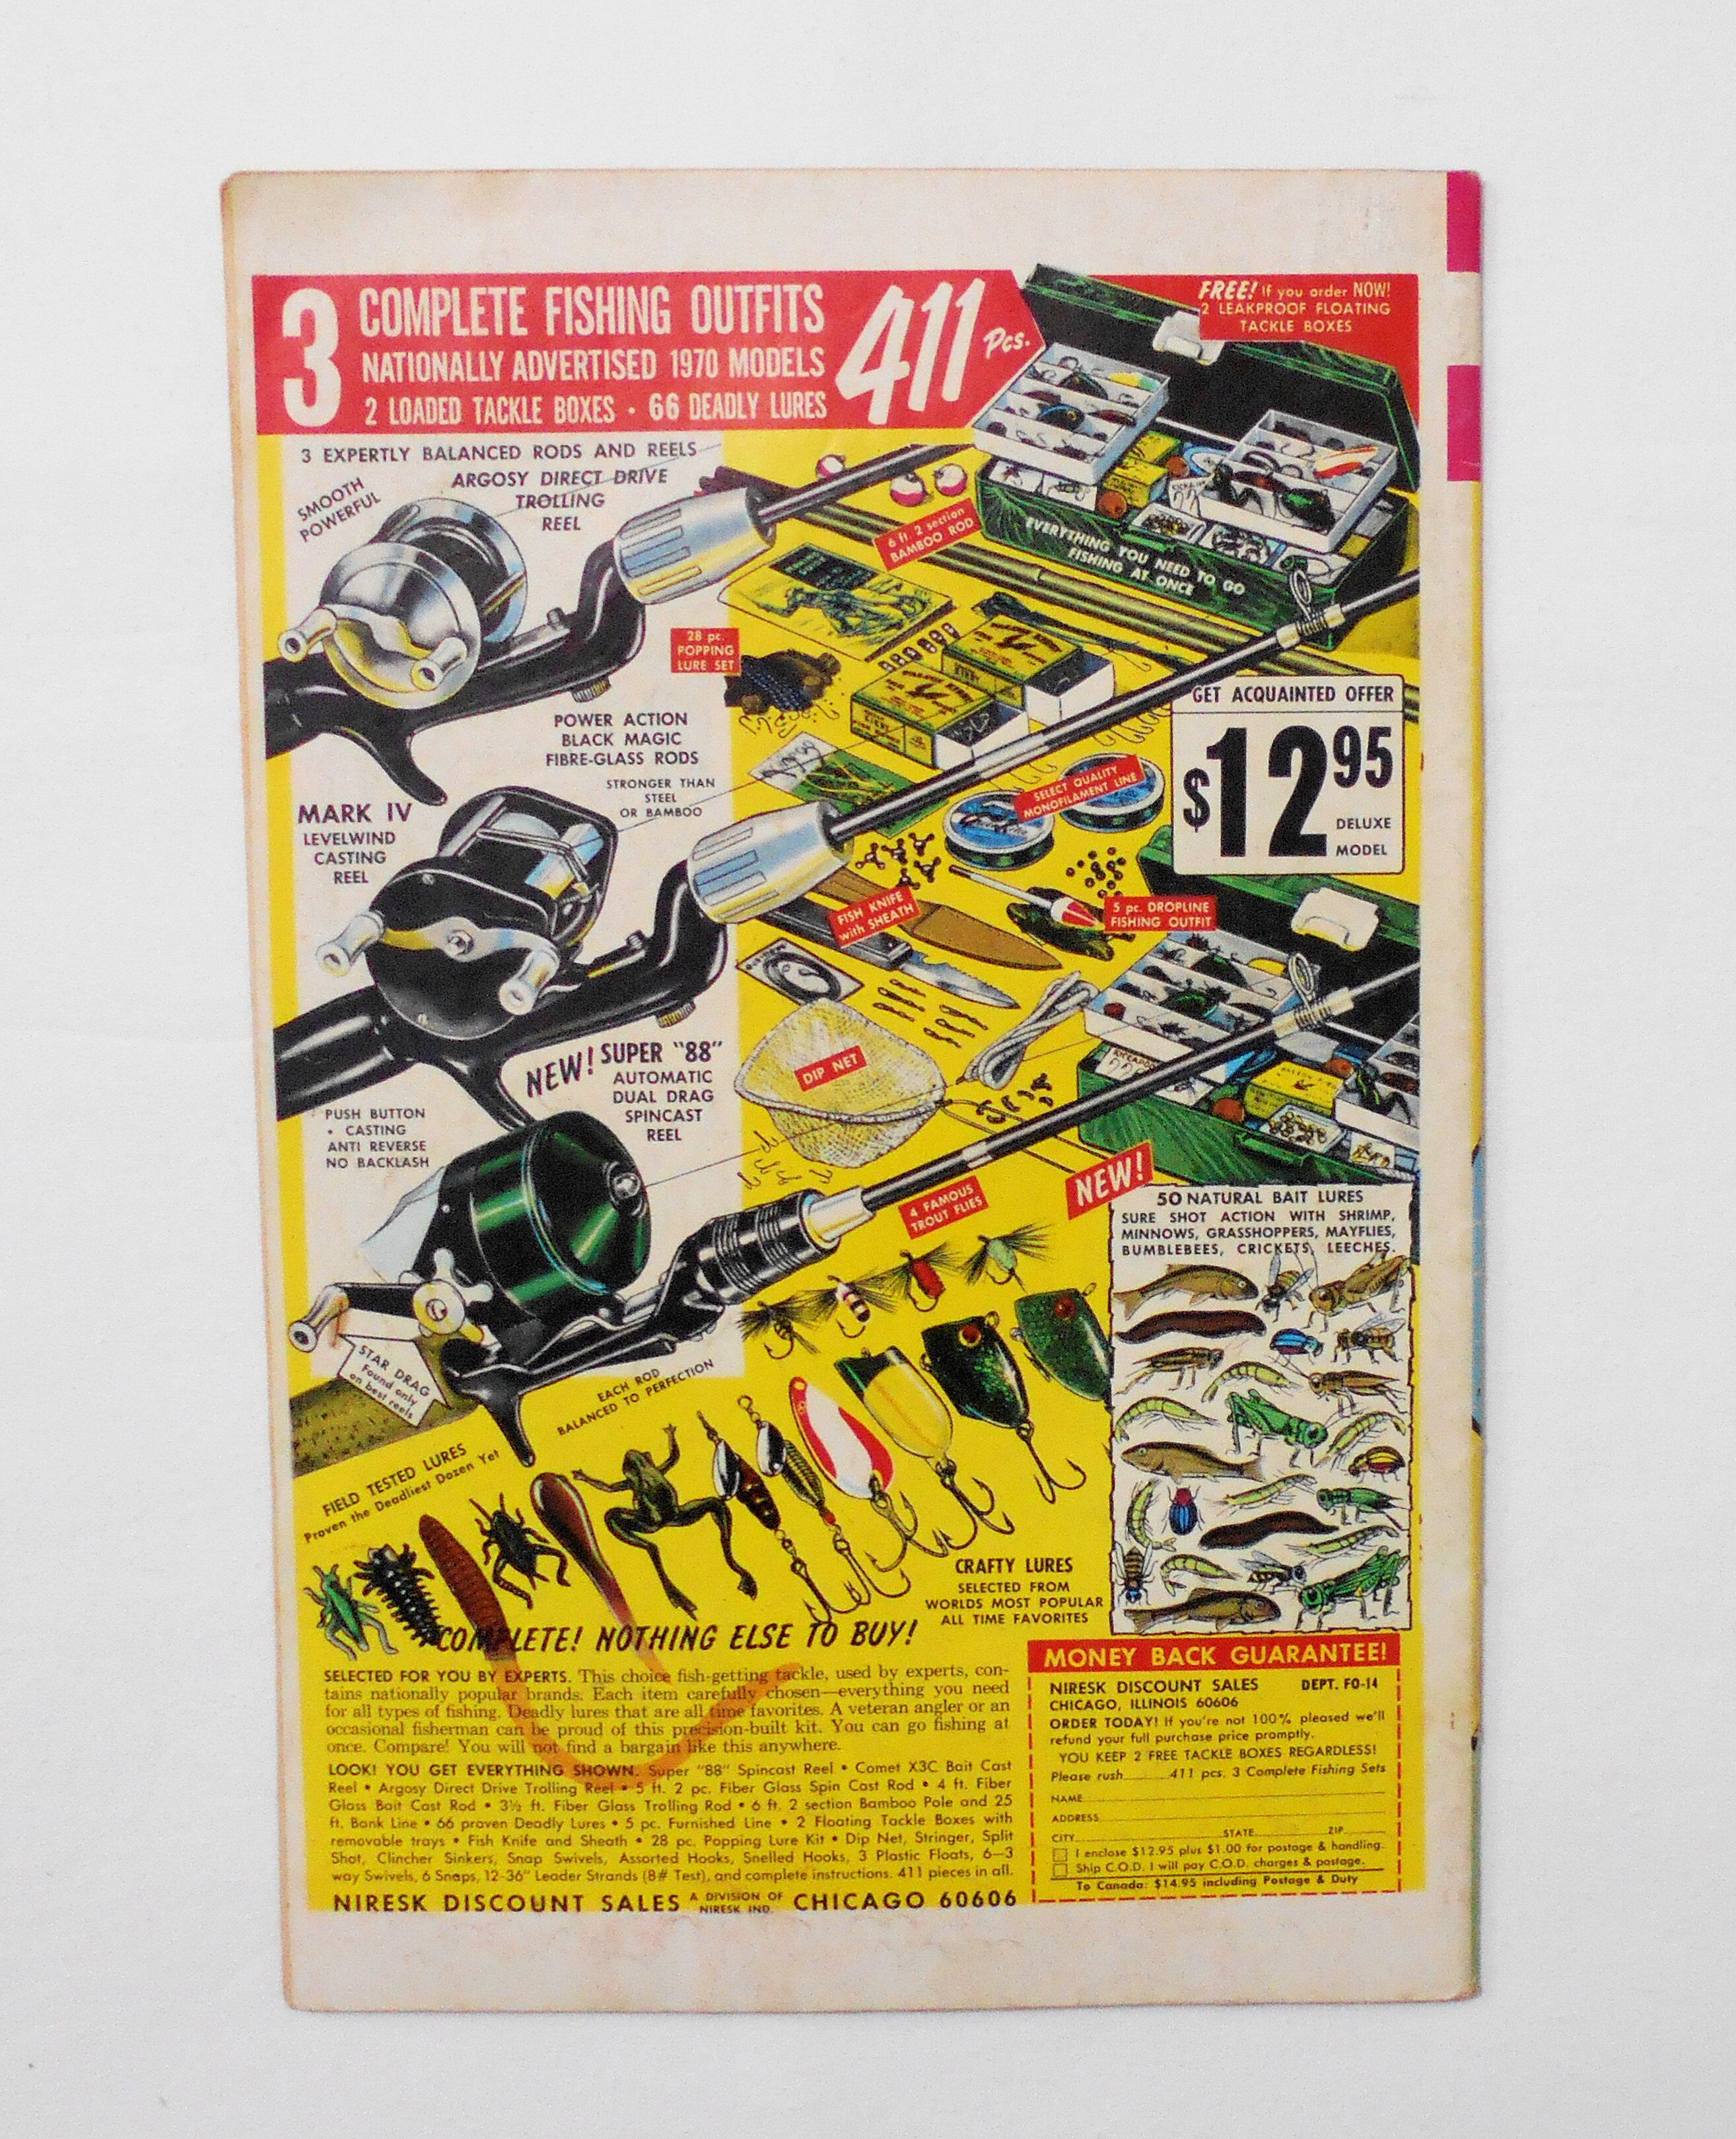 3 COMPLETE FISHING OUTFITS
NATIONALLY ADVERTISED 1970 MODELS
2 LOADED TACKLE BOXES • 66 DEADLY LURES
411 Pcs.
FREE! If you order NOW!
2 LEAKPROOF FLOATING
TACKLE BOXES
3 EXPERTLY BALANCED RODS AND REELS
SMOOTH
POWERFUL
ARGOSY DIRECT DRIVE
TROLLING
REEL
6 ft. 2 section
BAMBOO ROD
EVERYTHING YOU NEED TO GO
FISHING AT ONCE
28 pc.
POPPING
LURE SET
POWER ACTION
BLACK MAGIC
FIBRE-GLASS RODS
STRONGER THAN
STEEL
OR BAMBOO
GET ACQUAINTED OFFER
$12 95
DELUXE
MODEL
SELECT QUALITY
MONOFILAMENT LINE
MARK IV
LEVELWIND
CASTING
REEL
FISH KNIFE
with SHEATH
5 pc. DROPLINE
FISHING OUTFIT
NEW! SUPER "88"
AUTOMATIC
DUAL DRAG
SPINCAST
REEL
DIP NET
PUSH BUTTON
• CASTING
ANTI REVERSE
NO BACKLASH
4 FAMOUS
TROUT FLIES
NEW!
50 NATURAL BAIT LURES
SURE SHOT ACTION WITH SHRIMP,
MINNOWS, GRASSHOPPERS, MAYFLIES,
BUMBLEBEES, CRICKETS, LEECHES.
STAR DRAG
Found only
on best reels
EACH ROD
BALANCED TO PERFECTION
FIELD TESTED LURES
Proven the Deadliest Dozen Yet
CRAFTY LURES
SELECTED FROM
WORLDS MOST POPULAR
ALL TIME FAVORITES
COMPLETE! NOTHING ELSE TO BUY!
SELECTED FOR YOU BY EXPERTS. This choice fish-getting tackle, used by experts, con-
tains nationally popular brands. Each item carefully chosen—everything you need
for all types of fishing. Deadly lures that are all time favorites. A veteran angler or an
occasional fisherman can be proud of this precision-built kit. You can go fishing at
once. Compare! You will not find a bargain like this anywhere.
LOOK! YOU GET EVERYTHING SHOWN. Super "88" Spincast Reel • Comet X3C Bait Cast
Reel • Argosy Direct Drive Trolling Reel • 5 ft. 2 pc. Fiber Glass Spin Cast Rod • 4 ft. Fiber
Glass Bait Cast Rod • 3½ ft. Fiber Glass Trolling Rod • 6 ft. 2 section Bamboo Pole and 25
ft. Bank Line • 66 proven Deadly Lures • 5 pc. Furnished Line • 2 Floating Tackle Boxes with
removable trays • Fish Knife and Sheath • 28 pc. Popping Lure Kit • Dip Net, Stringer, Split
Shot, Clincher Sinkers, Snap Swivels, Assorted Hooks, Snelled Hooks, 3 Plastic Floats, 6—3
way Swivels, 6 Snaps, 12-36" Leader Strands (8# Test), and complete instructions. 411 pieces in all.
NIRESK DISCOUNT SALES A DIVISION OF NIRESK IND. CHICAGO 60606
MONEY BACK GUARANTEE!
NIRESK DISCOUNT SALES DEPT. FO-14
CHICAGO, ILLINOIS 60606
ORDER TODAY! If you're not 100% pleased we'll
refund your full purchase price promptly.
YOU KEEP 2 FREE TACKLE BOXES REGARDLESS!
Please rush 411 pcs. 3 Complete Fishing Sets
NAME
ADDRESS
CITY STATE ZIP
I enclose $12.95 plus $1.00 for postage & handling.
Ship C.O.D. I will pay C.O.D. charges & postage.
To Canada: $14.95 including Postage & Duty